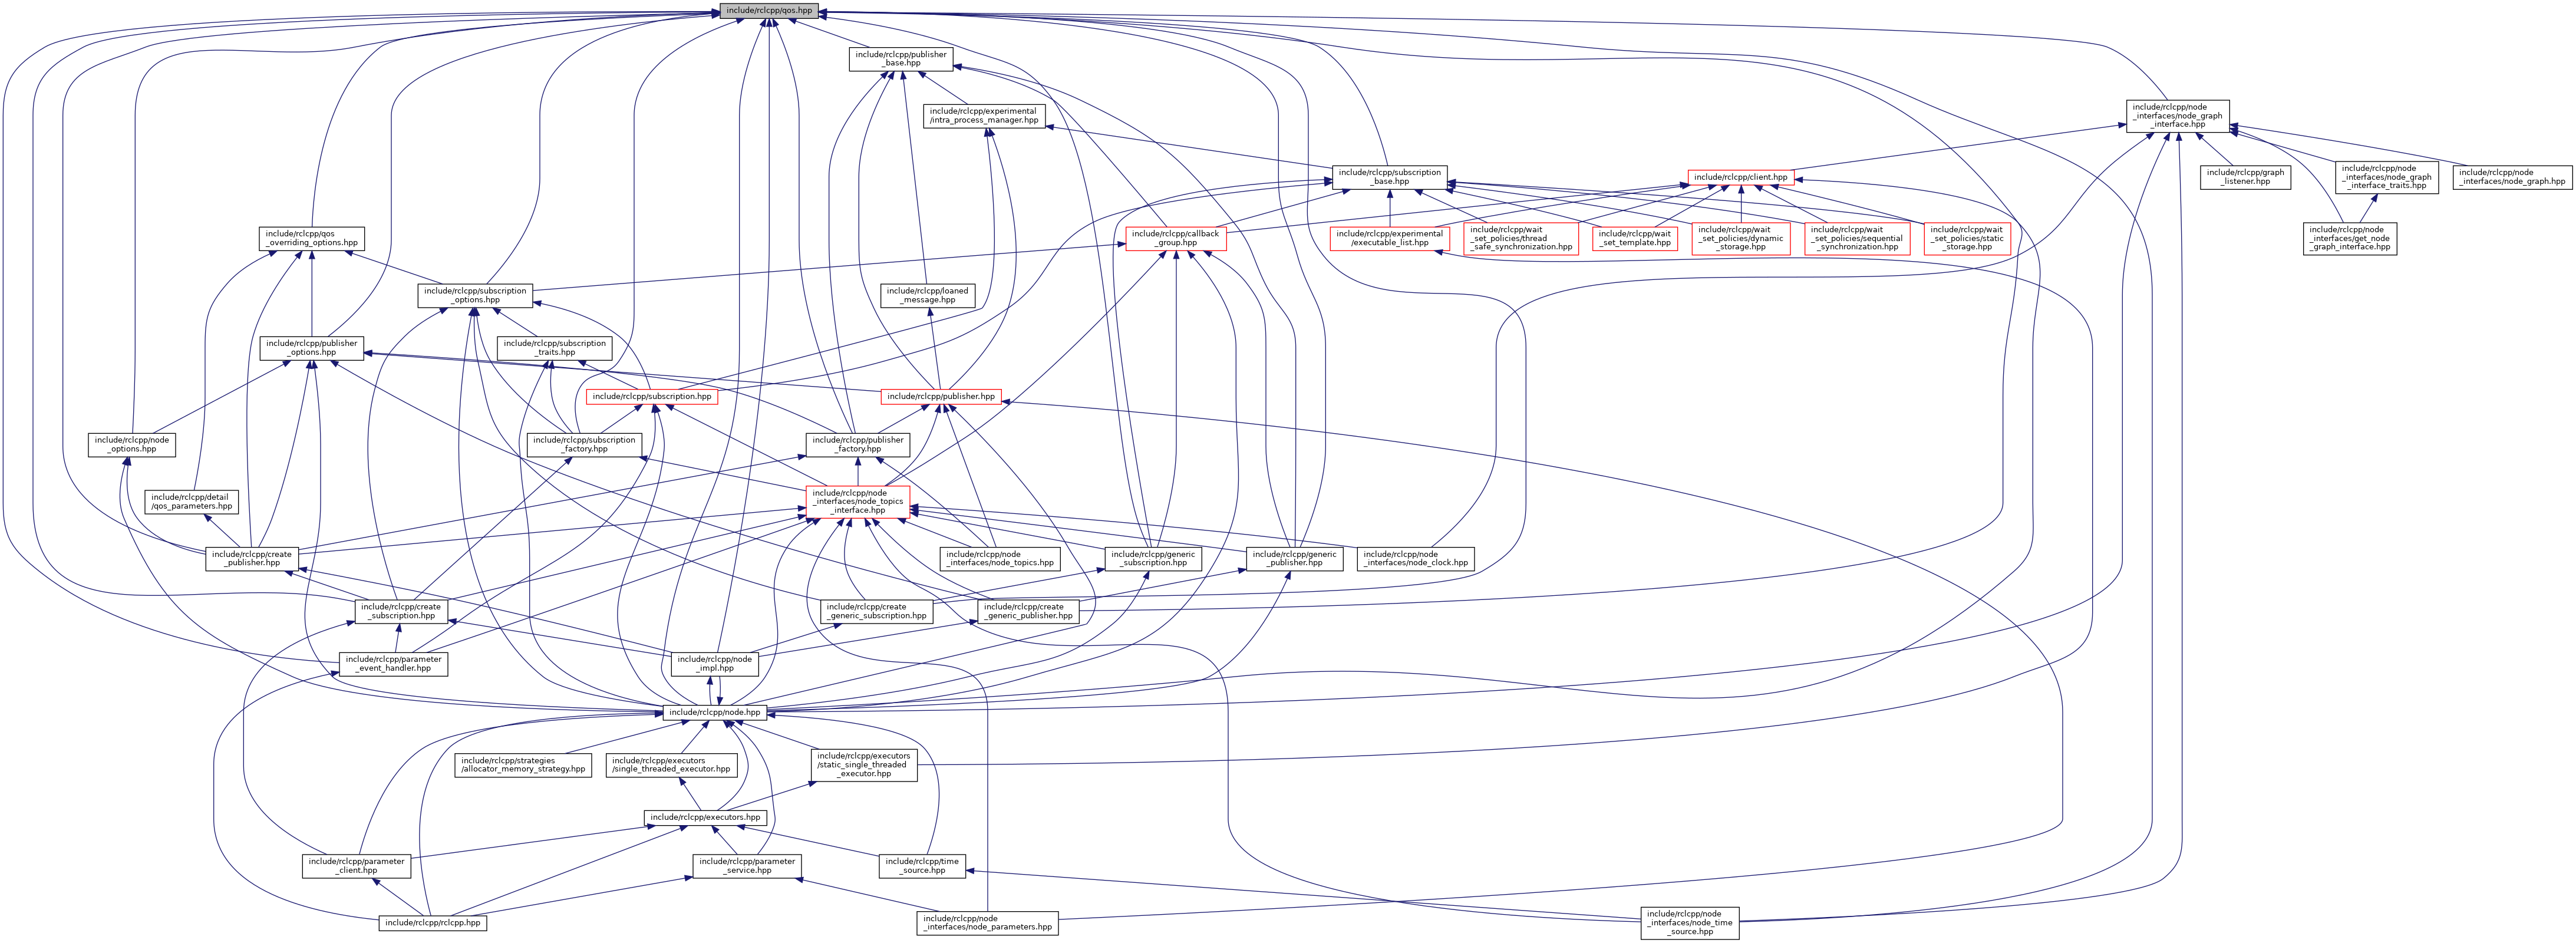 include/rclcpp/qos.hpp
include/rclcpp/publisher
_base.hpp
include/rclcpp/experimental
/intra_process_manager.hpp
include/rclcpp/node
_interfaces/node_graph
_interface.hpp
include/rclcpp/subscription
_base.hpp
include/rclcpp/client.hpp
include/rclcpp/graph
_listener.hpp
include/rclcpp/node
_interfaces/node_graph
_interface_traits.hpp
include/rclcpp/node
_interfaces/node_graph.hpp
include/rclcpp/qos
_overriding_options.hpp
include/rclcpp/callback
_group.hpp
include/rclcpp/experimental
/executable_list.hpp
include/rclcpp/wait
_set_policies/thread
_safe_synchronization.hpp
include/rclcpp/wait
_set_template.hpp
include/rclcpp/wait
_set_policies/dynamic
_storage.hpp
include/rclcpp/wait
_set_policies/sequential
_synchronization.hpp
include/rclcpp/wait
_set_policies/static
_storage.hpp
include/rclcpp/node
_interfaces/get_node
_graph_interface.hpp
include/rclcpp/subscription
_options.hpp
include/rclcpp/loaned
_message.hpp
include/rclcpp/publisher
_options.hpp
include/rclcpp/subscription
_traits.hpp
include/rclcpp/subscription.hpp
include/rclcpp/publisher.hpp
include/rclcpp/node
_options.hpp
include/rclcpp/subscription
_factory.hpp
include/rclcpp/publisher
_factory.hpp
include/rclcpp/detail
/qos_parameters.hpp
include/rclcpp/node
_interfaces/node_topics
_interface.hpp
include/rclcpp/create
_publisher.hpp
include/rclcpp/node
_interfaces/node_topics.hpp
include/rclcpp/generic
_subscription.hpp
include/rclcpp/generic
_publisher.hpp
include/rclcpp/node
_interfaces/node_clock.hpp
include/rclcpp/create
_subscription.hpp
include/rclcpp/create
_generic_subscription.hpp
include/rclcpp/create
_generic_publisher.hpp
include/rclcpp/parameter
_event_handler.hpp
include/rclcpp/node
_impl.hpp
include/rclcpp/node.hpp
include/rclcpp/strategies
/allocator_memory_strategy.hpp
include/rclcpp/executors
/single_threaded_executor.hpp
include/rclcpp/executors
/static_single_threaded
_executor.hpp
include/rclcpp/executors.hpp
include/rclcpp/parameter
_client.hpp
include/rclcpp/parameter
_service.hpp
include/rclcpp/time
_source.hpp
include/rclcpp/rclcpp.hpp
include/rclcpp/node
_interfaces/node_parameters.hpp
include/rclcpp/node
_interfaces/node_time
_source.hpp